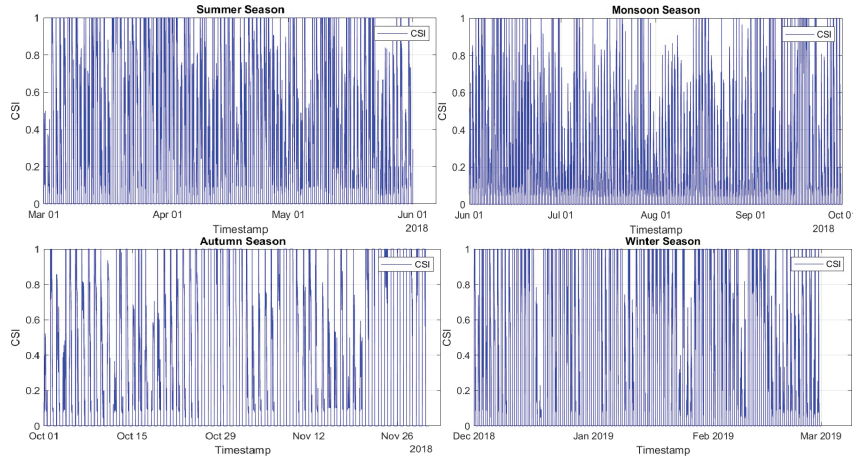 Summer Season
1
0.8
0.6
0.4
0.2
0
CSI
CSI
Mar 01
Apr 01
May 01
Jun 01
Timestamp
2018
Monsoon Season
1
0.8
0.6
0.4
0.2
0
CSI
CSI
Jun 01
Jul 01
Aug 01
Sep 01
Oct 0
Timestamp
2018
Autumn Season
1
0.8
0.6
0.4
0.2
0
CSI
CSI
Oct 01
Oct 15
Oct 29
Nov 12
Nov 26
Timestamp
2018
Winter Season
1
0.8
0.6
0.4
0.2
0
CSI
CSI
Dec 2018
Jan 2019
Feb 2019
Mar 2019
Timestamp